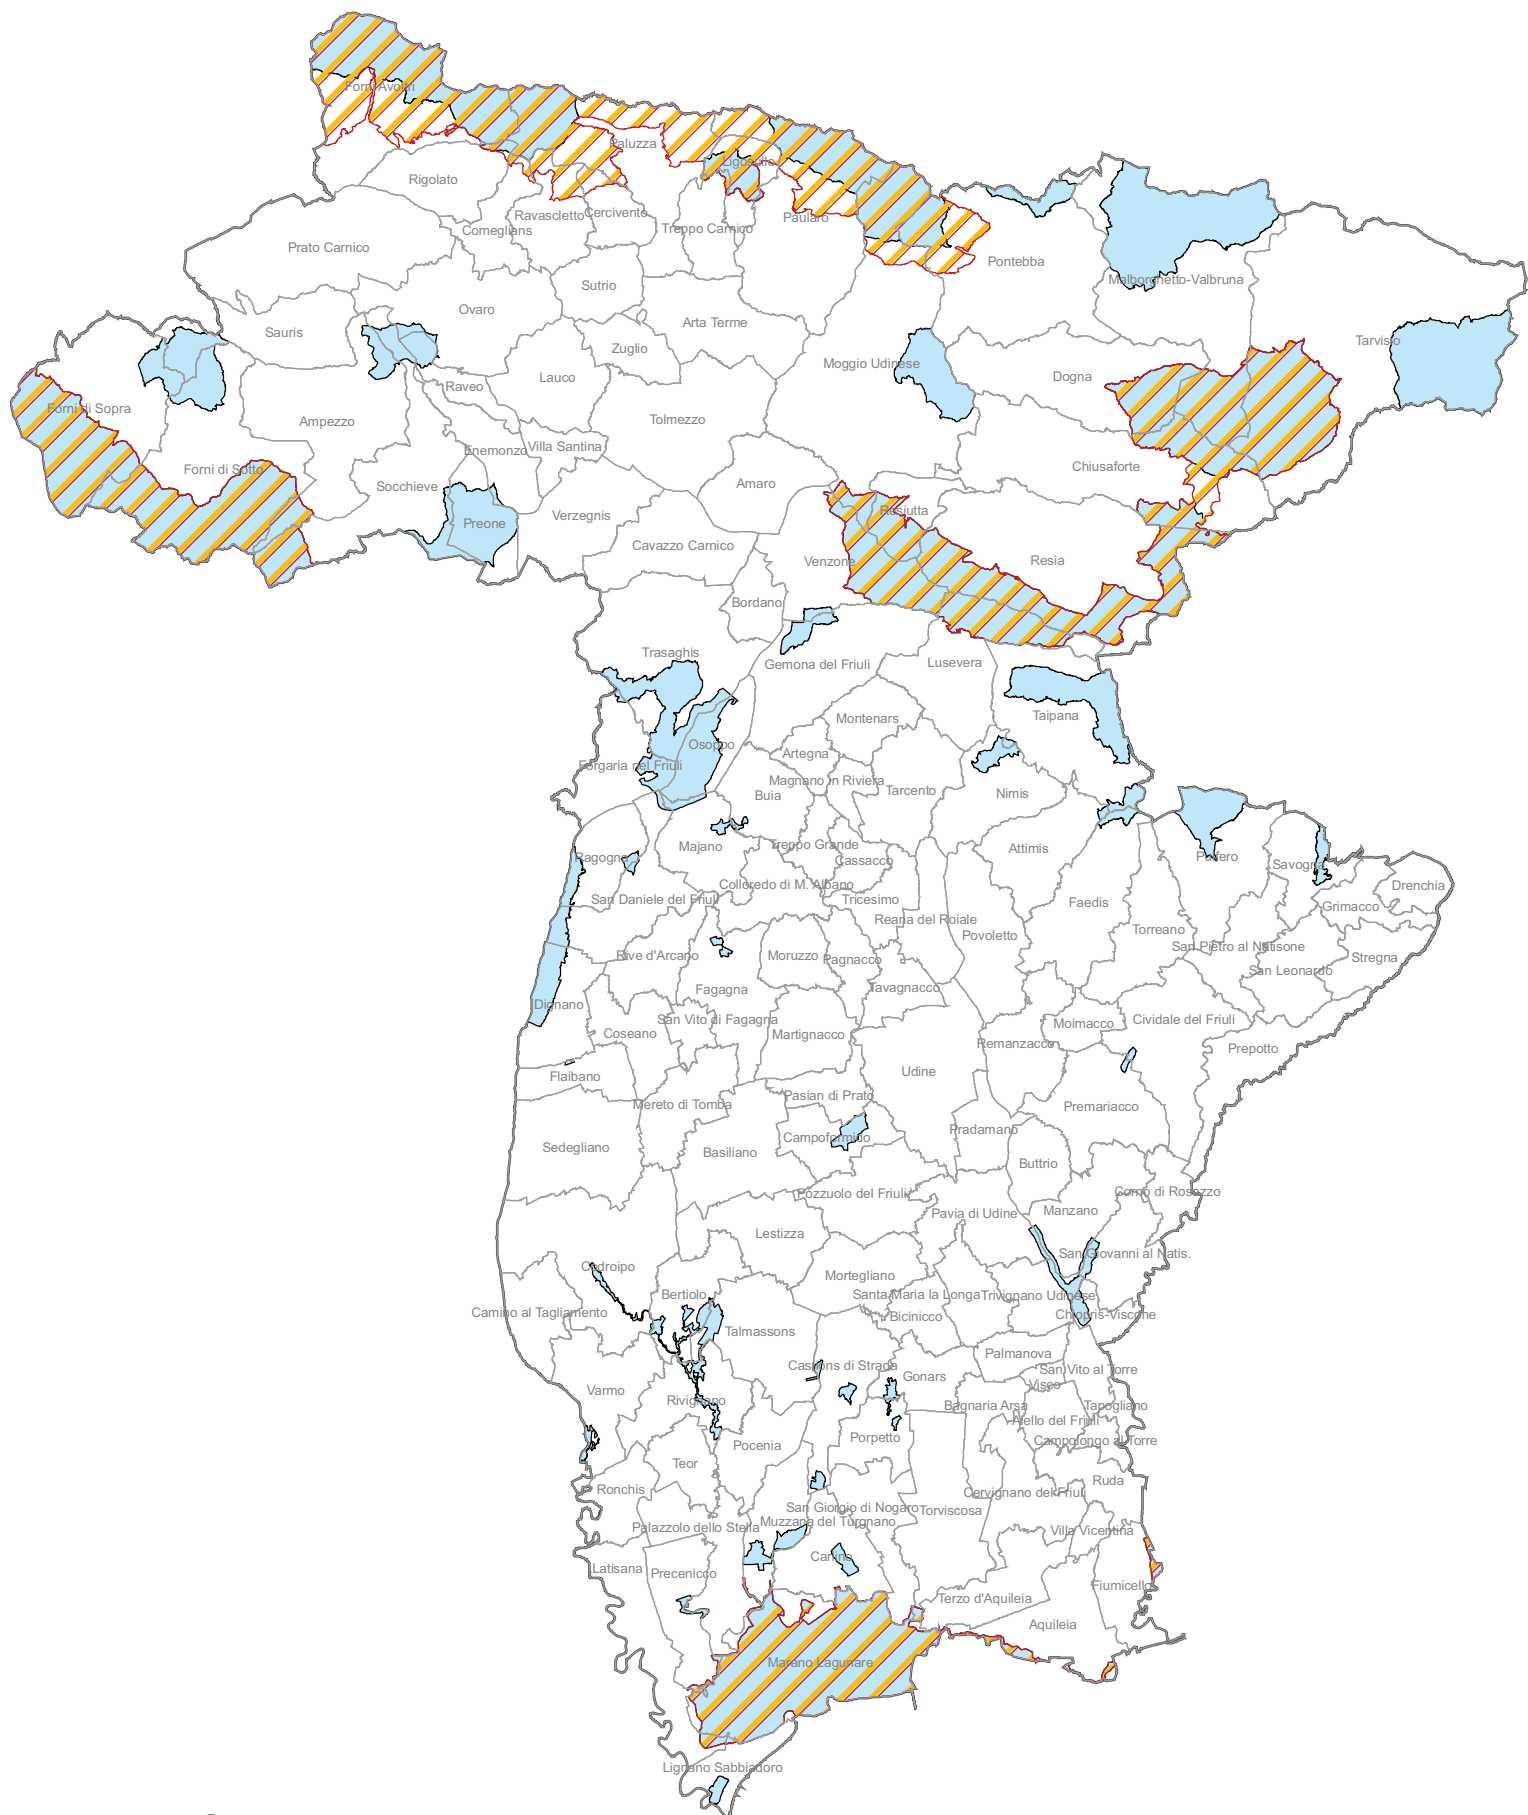 Forni Avoltri
Paluzza
Ligosullo
Rigolato
Ravascletto
Cercivento
Treppo Carnico
Paularo
Comeglians
Prato Carnico
Pontebba
Malborghetto-Valbruna
Sutrio
Ovaro
Arta Terme
Sauris
Tarvisio
Zuglio
Moggio Udinese
Dogna
Lauco
Raveo
Forni di Sopra
Ampezzo
Tolmezzo
Enemonzo
Villa Santina
Forni di Sotto
Chiusaforte
Socchieve
Amaro
Resiutta
Preone
Verzegnis
Cavazzo Carnico
Venzone
Resia
Bordano
Trasaghis
Gemona del Friuli
Lusevera
Taipana
Montenars
Osoppo
Artegna
Forgaria nel Friuli
Magnano in Riviera
Buia
Tarcento
Nimis
Majano
Treppo Grande
Attimis
Ragogna
Cassacco
Pulfero
Savogna
Drenchia
Colloredo di M. Albano
San Daniele del Friuli
Tricesimo
Faedis
Grimacco
Reana del Roiale
Torreano
Povoletto
San Pietro al Natisone
Rive d'Arcano
Moruzzo
Pagnacco
Stregna
San Leonardo
Fagagna
Tavagnacco
Dignano
San Vito di Fagagna
Cividale del Friuli
Moimacco
Coseano
Martignacco
Remanzacco
Prepotto
Udine
Flaibano
Pasian di Prato
Mereto di Tomba
Premariacco
Pradamano
Campoformido
Sedegliano
Basiliano
Buttrio
Pozzuolo del Friuli
Corno di Rosazzo
Manzano
Pavia di Udine
Lestizza
San Giovanni al Natis.
Codroipo
Mortegliano
Bertiolo
Santa Maria la Longa
Trivignano Udinese
Camino al Tagliamento
Bicinicco
Chiopris-Viscone
Talmassons
Palmanova
Castions di Strada
San Vito al Torre
Gonars
Visco
Varmo
Rivignano
Bagnaria Arsa
Tapogliano
Aiello del Friuli
Porpetto
Campolongo al Torre
Pocenia
Teor
Ruda
Ronchis
Cervignano del Friuli
San Giorgio di Nogaro
Torviscosa
Muzzana del Turgnano
Palazzolo dello Stella
Villa Vicentina
Carlino
Latisana
Precenicco
Fiumicello
Terzo d'Aquileia
Aquileia
Marano Lagunare
Lignano Sabbiadoro